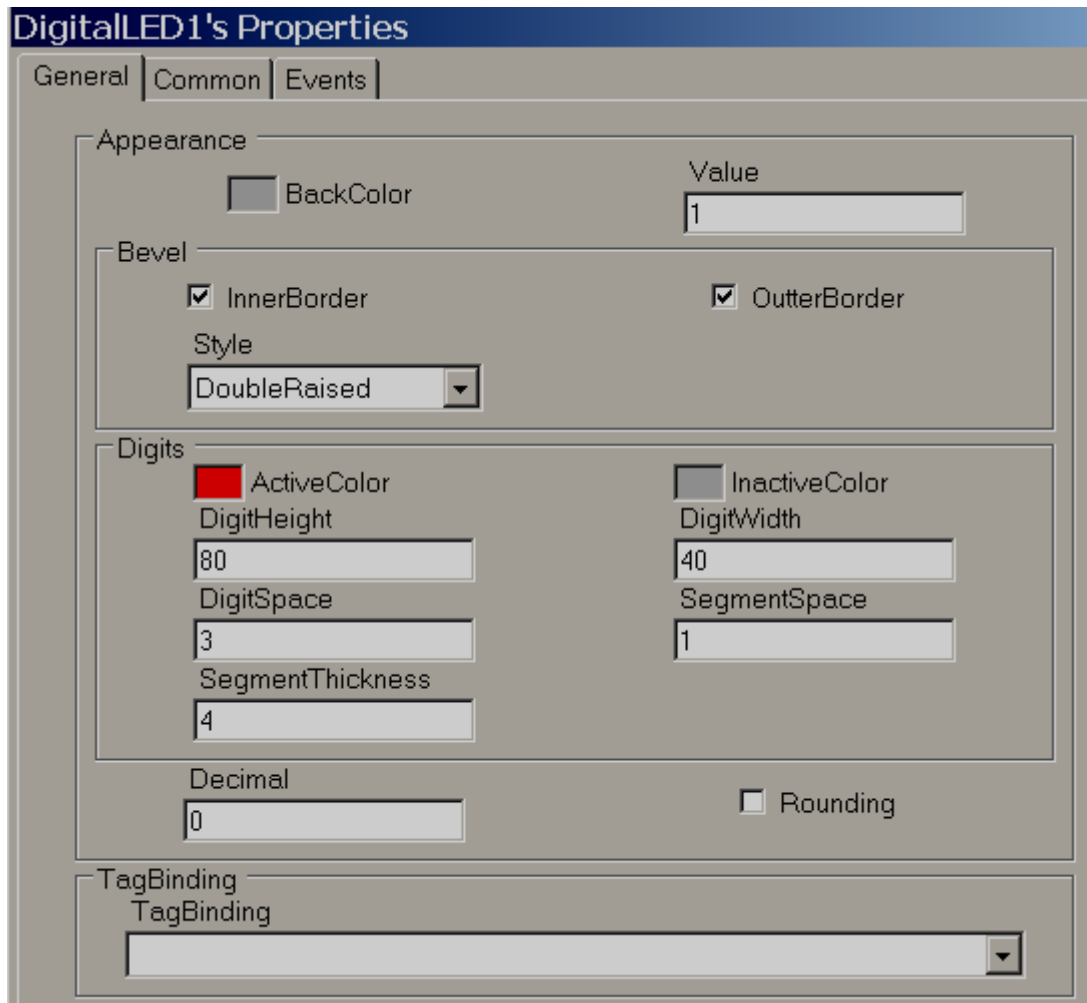 DigitalLED1's Properties
General Common Events
Appearance
BackColor
Value
1
Bevel
InnerBorder OutterBorder
Style
DoubleRaised
Digits
ActiveColor InactiveColor
DigitHeight DigitWidth
80 40
DigitSpace SegmentSpace
3 1
SegmentThickness
4
Decimal
0
Rounding
TagBinding
TagBinding